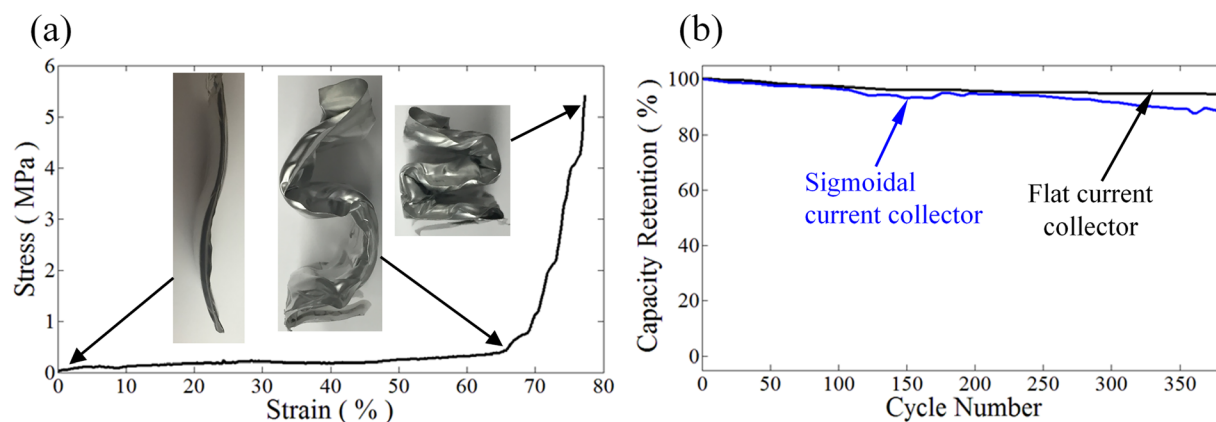 (a)
6
5
4
3
2
1
0
Stress ( MPa )
0 10 20 30 40 50 60 70 80
Strain ( % )
(b)
100
80
60
40
20
0
Capacity Retention ( % )
Sigmoidal
current collector
Flat current
collector
0 50 100 150 200 250 300 350
Cycle Number